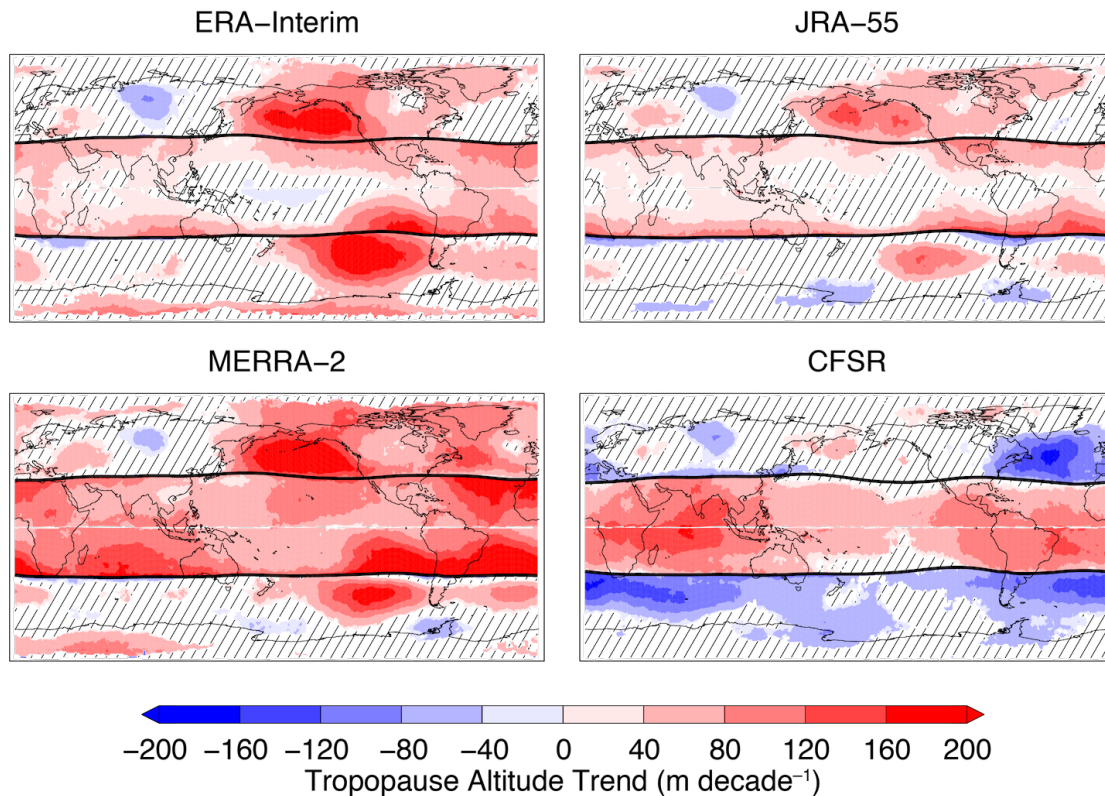 ERA−Interim
JRA−55
MERRA−2
CFSR
−200 −160 −120 −80 −40 0 40 80 120 160 200
Tropopause Altitude Trend (m decade⁻¹)